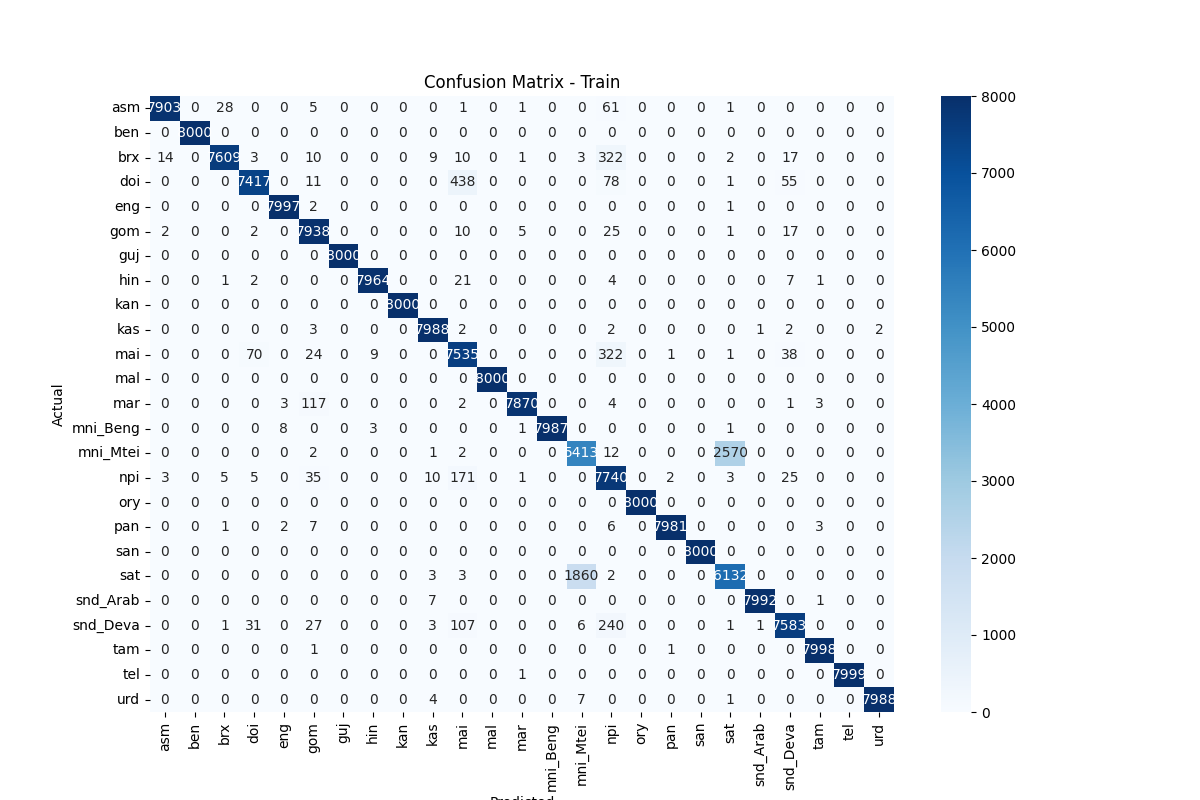 Confusion Matrix - Train
Actual
asm 7903 0 28 0 0 5 0 0 0 0 1 0 1 0 0 61 0 0 0 1 0 0 0 0 0
ben 0 8000 0 0 0 0 0 0 0 0 0 0 0 0 0 0 0 0 0 0 0 0 0 0 0
brx 14 0 7609 3 0 10 0 0 0 9 10 0 1 0 3 322 0 0 0 2 0 17 0 0 0
doi 0 0 0 7417 0 11 0 0 0 0 438 0 0 0 0 78 0 0 0 1 0 55 0 0 0
eng 0 0 0 0 7997 2 0 0 0 0 0 0 0 0 0 0 0 0 0 1 0 0 0 0 0
gom 2 0 0 2 0 7938 0 0 0 0 10 0 5 0 0 25 0 0 0 1 0 17 0 0 0
guj 0 0 0 0 0 0 8000 0 0 0 0 0 0 0 0 0 0 0 0 0 0 0 0 0 0
hin 0 0 1 2 0 0 0 7964 0 0 21 0 0 0 0 4 0 0 0 0 0 7 1 0 0
kan 0 0 0 0 0 0 0 0 8000 0 0 0 0 0 0 0 0 0 0 0 0 0 0 0 0
kas 0 0 0 0 0 3 0 0 0 7988 2 0 0 0 0 2 0 0 0 0 1 2 0 0 2
mai 0 0 0 70 0 24 0 9 0 0 7535 0 0 0 0 322 0 1 0 1 0 38 0 0 0
mal 0 0 0 0 0 0 0 0 0 0 0 8000 0 0 0 0 0 0 0 0 0 0 0 0 0
mar 0 0 0 0 3 117 0 0 0 0 2 0 7870 0 0 4 0 0 0 0 0 1 3 0 0
mni_Beng 0 0 0 0 8 0 0 3 0 0 0 0 1 7987 0 0 0 0 0 1 0 0 0 0 0
mni_Mtei 0 0 0 0 0 2 0 0 0 1 2 0 0 0 5413 12 0 0 0 2570 0 0 0 0 0
npi 3 0 5 5 0 35 0 0 0 10 171 0 1 0 0 7740 0 2 0 3 0 25 0 0 0
ory 0 0 0 0 0 0 0 0 0 0 0 0 0 0 0 0 8000 0 0 0 0 0 0 0 0
pan 0 0 1 0 2 7 0 0 0 0 0 0 0 0 0 6 0 7981 0 0 0 0 3 0 0
san 0 0 0 0 0 0 0 0 0 0 0 0 0 0 0 0 0 0 8000 0 0 0 0 0 0
sat 0 0 0 0 0 0 0 0 0 3 3 0 0 0 1860 2 0 0 0 6132 0 0 0 0 0
snd_Arab 0 0 0 0 0 0 0 0 0 7 0 0 0 0 0 0 0 0 0 0 7992 0 1 0 0
snd_Deva 0 0 1 31 0 27 0 0 0 3 107 0 0 0 6 240 0 0 0 1 1 7583 0 0 0
tam 0 0 0 0 0 1 0 0 0 0 0 0 0 0 0 0 0 1 0 0 0 0 7998 0 0
tel 0 0 0 0 0 0 0 0 0 0 0 0 1 0 0 0 0 0 0 0 0 0 0 7999 0
urd 0 0 0 0 0 0 0 0 0 4 0 0 0 0 7 0 0 0 0 1 0 0 0 0 7988
asm ben brx doi eng gom guj hin kan kas mai mal mar mni_Beng mni_Mtei npi ory pan san sat snd_Arab snd_Deva tam tel urd
Predicted
8000
7000
6000
5000
4000
3000
2000
1000
0